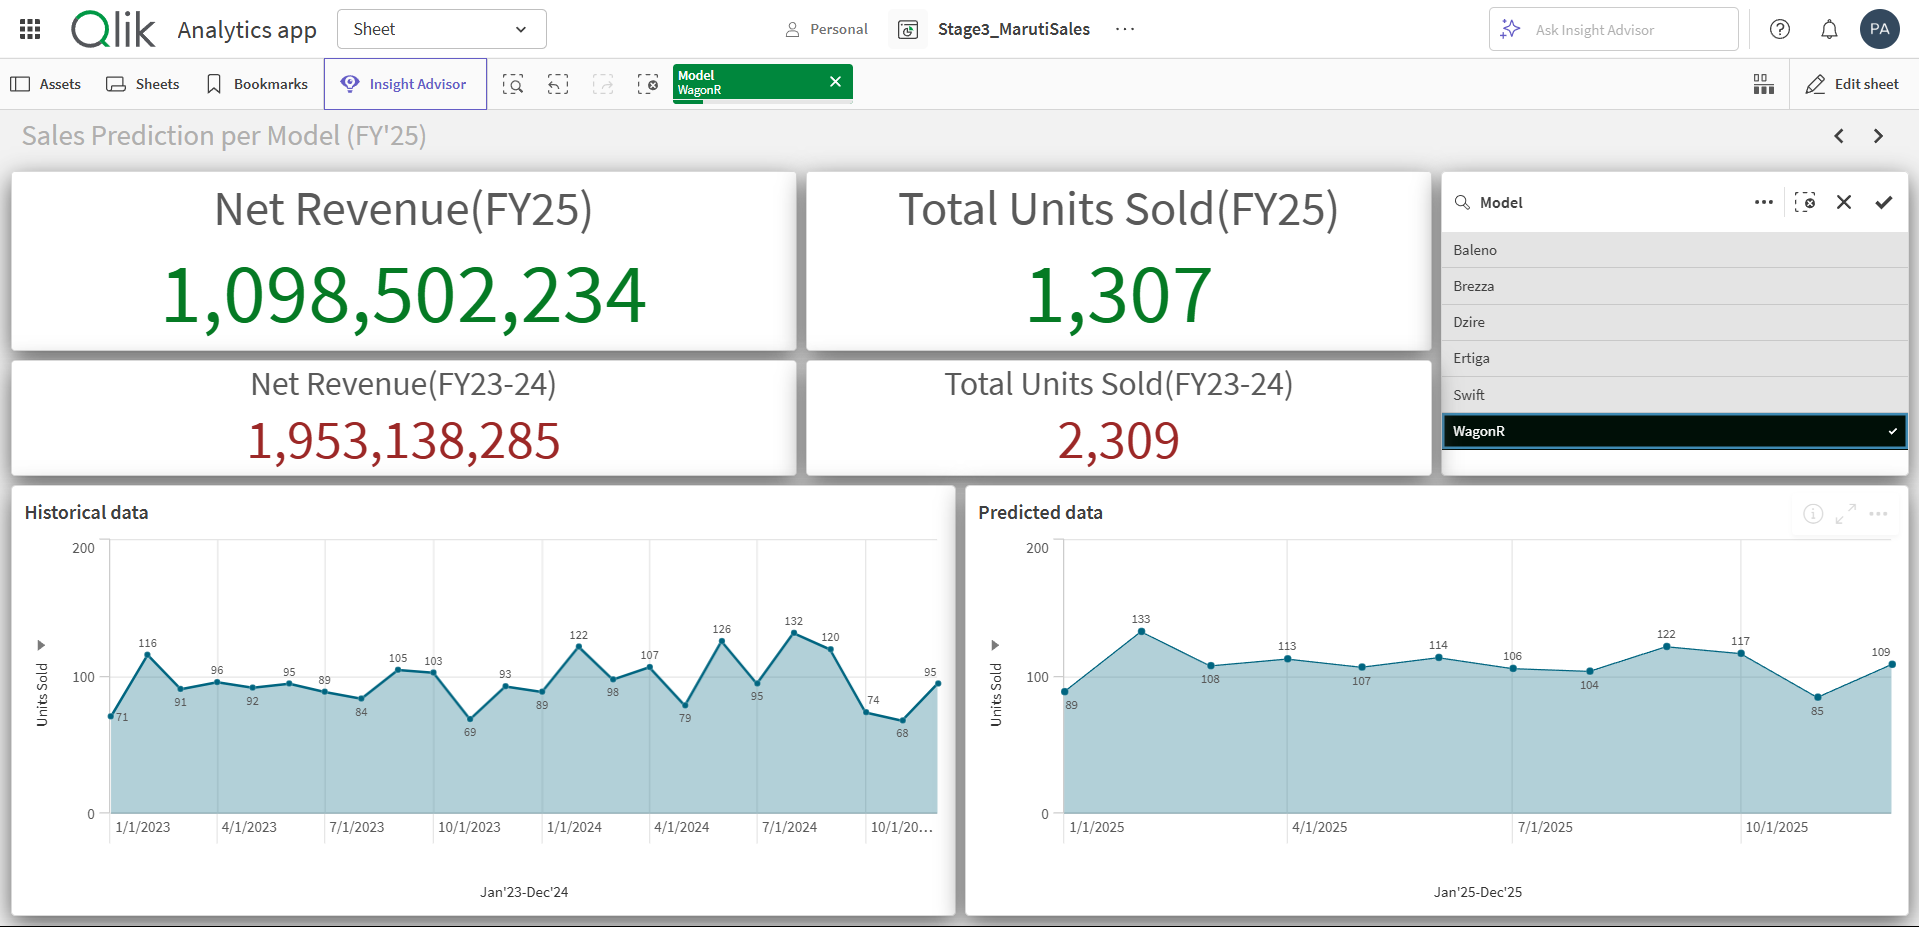 Qlik
Analytics app
Sheet
Personal
Stage3_MarutiSales
...
Ask Insight Advisor
PA
Assets
Sheets
Bookmarks
Insight Advisor
Model
WagonR
Edit sheet
Sales Prediction per Model (FY'25)
Net Revenue(FY25)
1,098,502,234
Total Units Sold(FY25)
1,307
Net Revenue(FY23-24)
1,953,138,285
Total Units Sold(FY23-24)
2,309
Model
Baleno
Brezza
Dzire
Ertiga
Swift
WagonR
Historical data
Units Sold
200
100
0
71
116
91
96
92
95
89
84
105
103
69
93
89
122
98
107
79
126
95
132
120
74
68
95
1/1/2023
4/1/2023
7/1/2023
10/1/2023
1/1/2024
4/1/2024
7/1/2024
10/1/20...
Jan'23-Dec'24
Predicted data
Units Sold
200
100
0
89
133
108
113
107
114
106
104
122
117
85
109
1/1/2025
4/1/2025
7/1/2025
10/1/2025
Jan'25-Dec'25